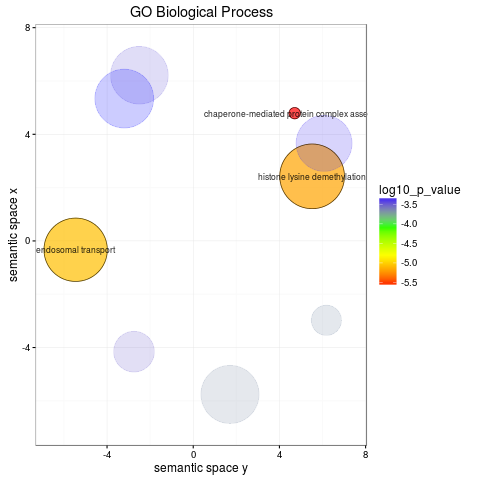 GO Biological Process
8
chaperone-mediated protein complex asse
4
histone lysine demethylation
semantic space x
0
endosomal transport
-4
-4
0
4
8
semantic space y
log10_p_value
-3.5
-4.0
-4.5
-5.0
-5.5